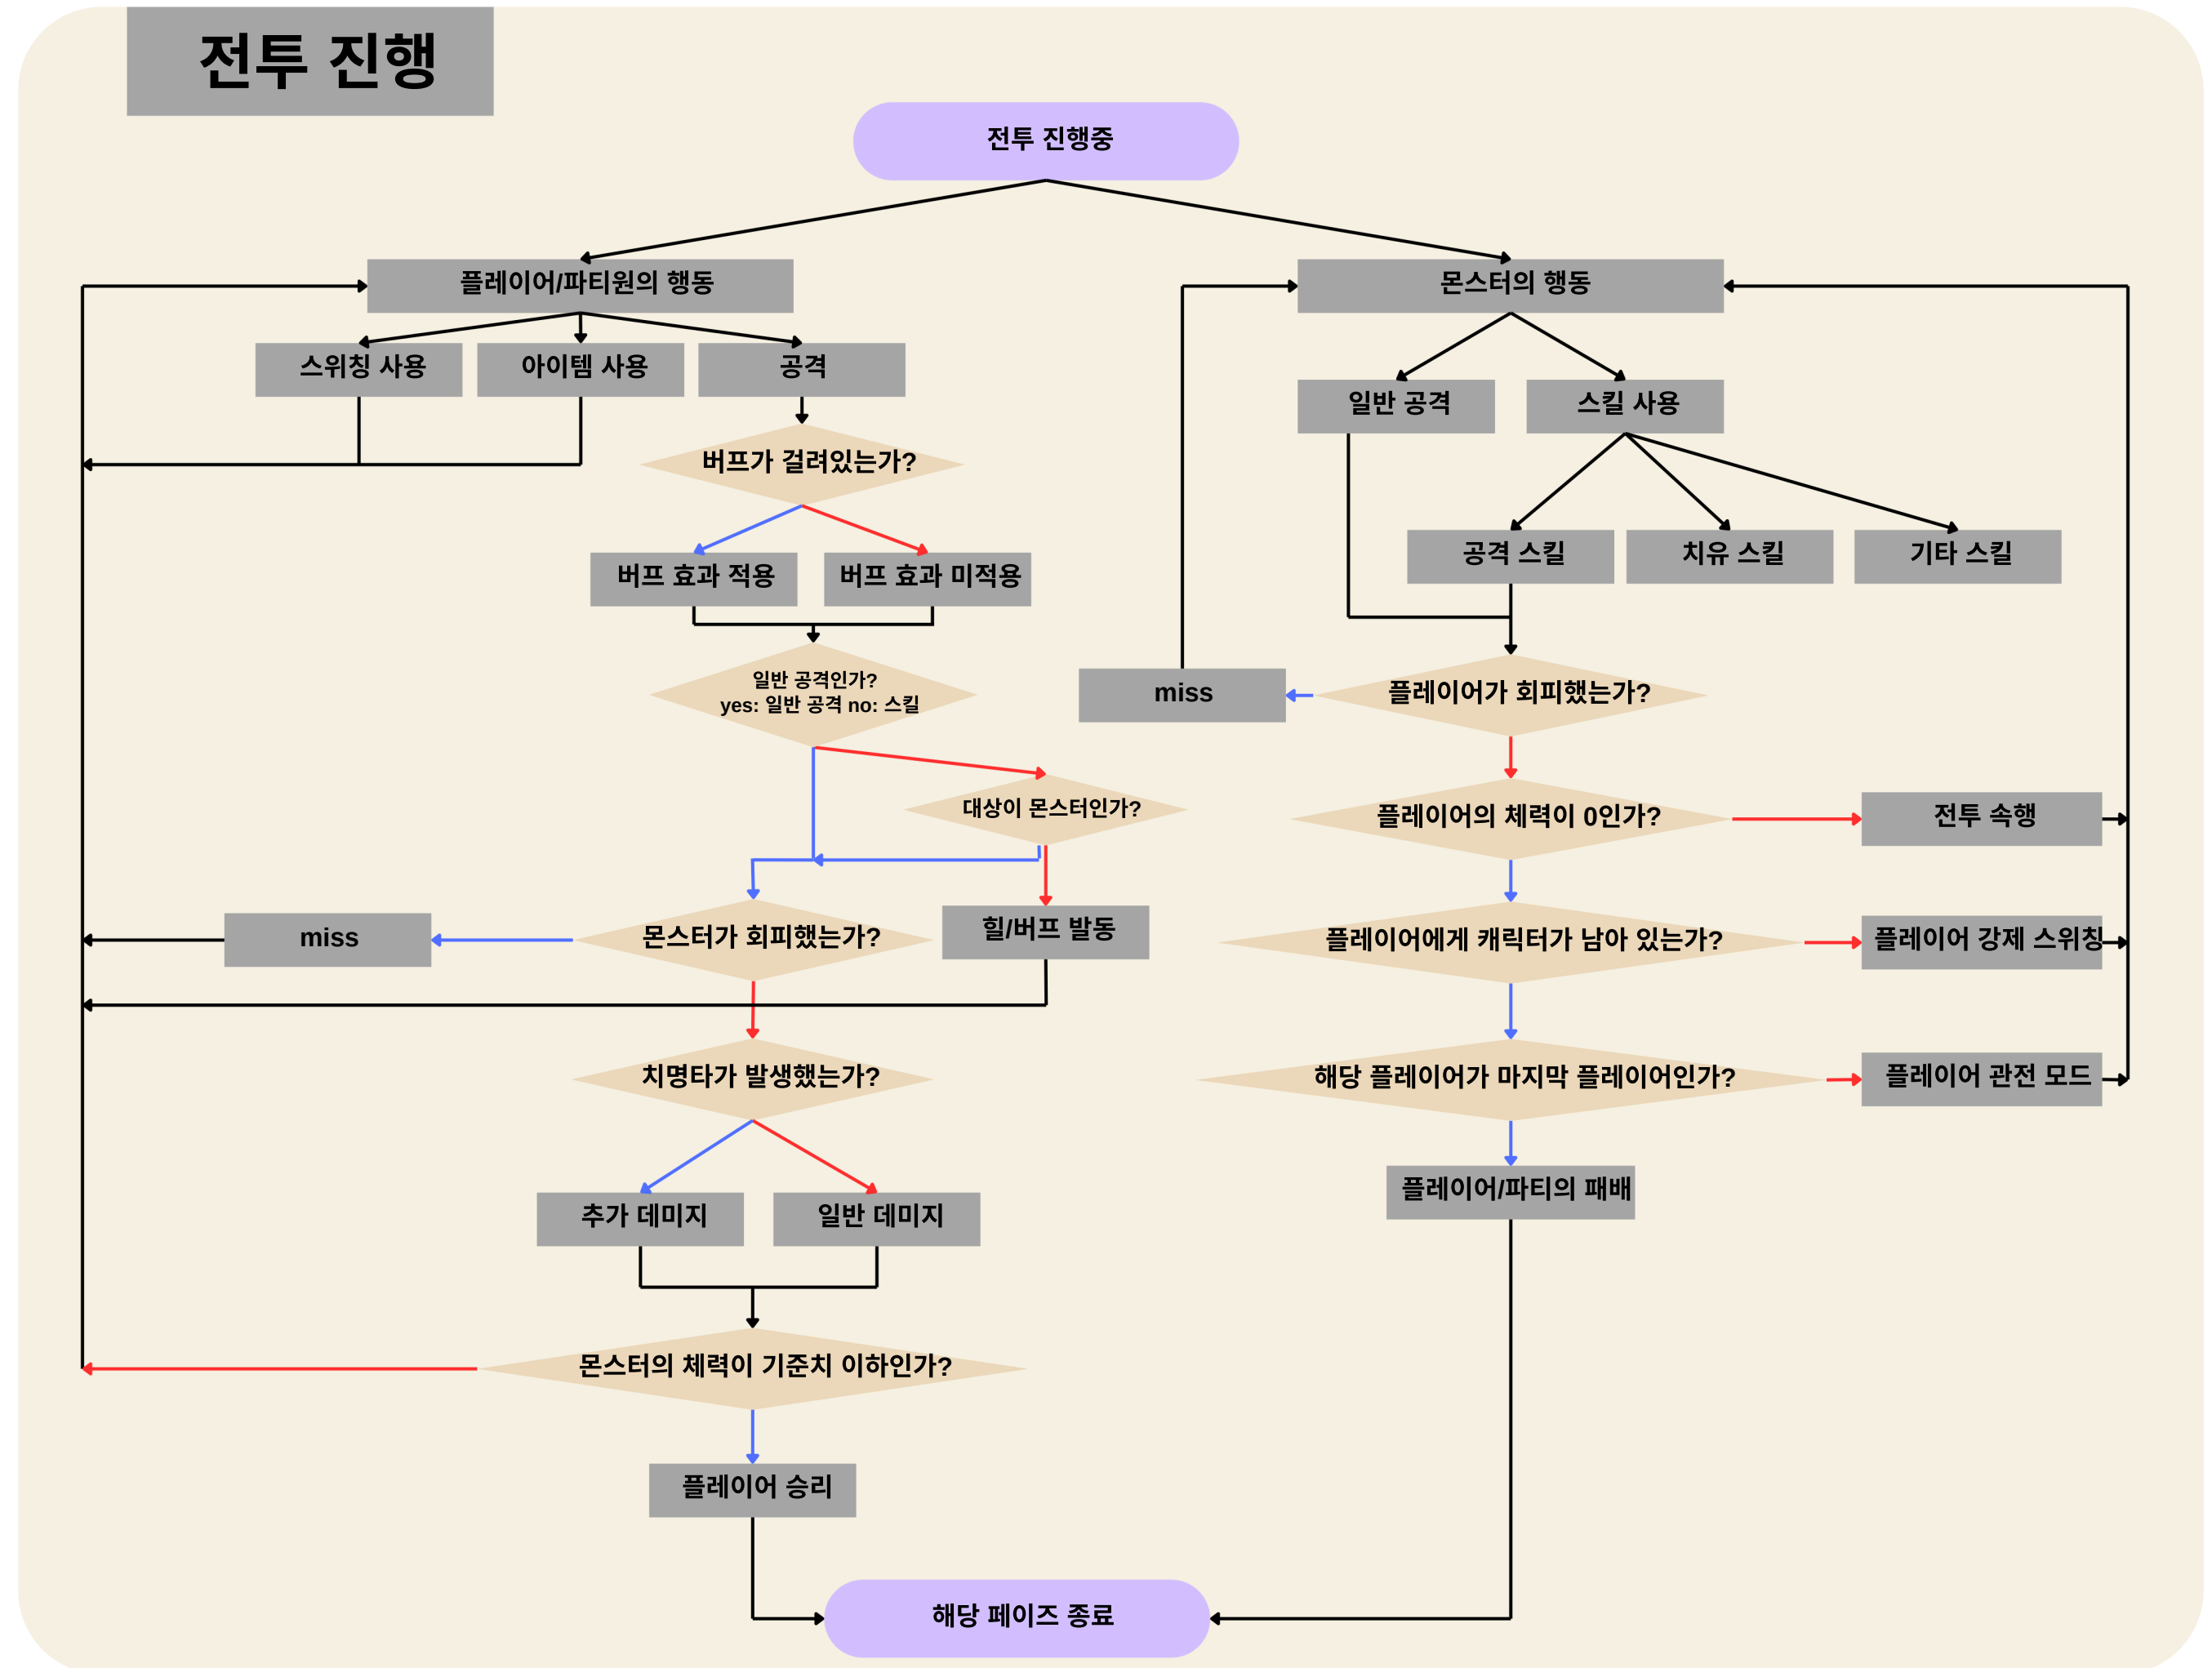 전투 진행
전투 진행중
플레이어/파티원의 행동
몬스터의 행동
스위칭 사용
아이템 사용
공격
일반 공격
스킬 사용
버프가 걸려있는가?
버프 효과 적용
버프 효과 미적용
공격 스킬
치유 스킬
기타 스킬
일반 공격인가?
yes: 일반 공격 no: 스킬
miss
플레이어가 회피했는가?
대상이 몬스터인가?
플레이어의 체력이 0인가?
전투 속행
miss
몬스터가 회피했는가?
힐/버프 발동
플레이어에게 캐릭터가 남아 있는가?
플레이어 강제 스위칭
치명타가 발생했는가?
해당 플레이어가 마지막 플레이어인가?
플레이어 관전 모드
추가 데미지
일반 데미지
플레이어/파티의 패배
몬스터의 체력이 기준치 이하인가?
플레이어 승리
해당 페이즈 종료